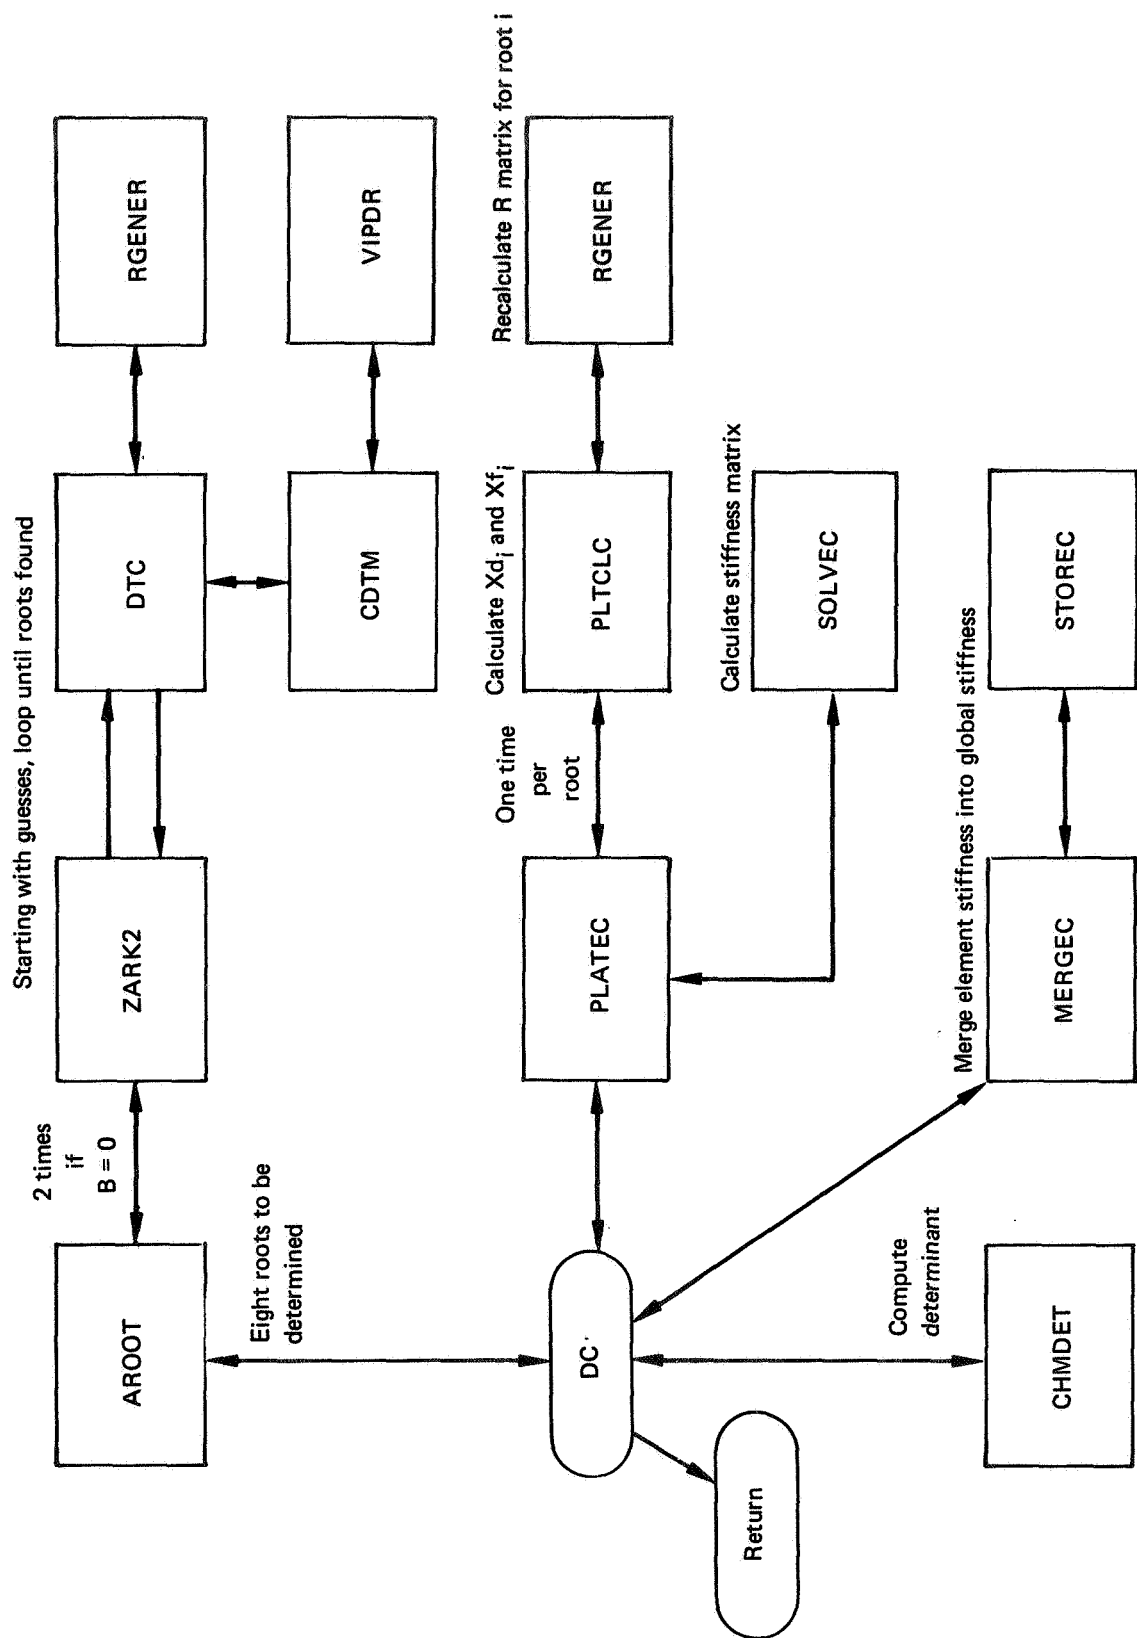 Starting with guesses, loop until roots found
2 times
if
B = 0
AROOT
ZARK2
DTC
RGENER
Eight roots to be
determined
CDTM
VIPDR
Calculate Xdi and Xfi
Recalculate R matrix for root i
One time
per
root
DC
PLATEC
PLTCLC
RGENER
Calculate stiffness matrix
Return
SOLVEC
Compute
determinant
Merge element stiffness into global stiffness
CHMDET
MERGEC
STOREC